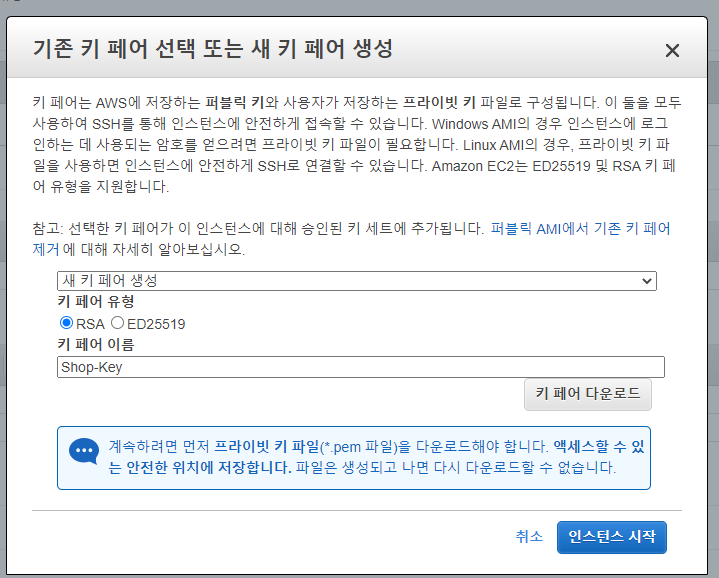 기존 키 페어 선택 또는 새 키 페어 생성
키 페어는 AWS에 저장하는 퍼블릭 키와 사용자가 저장하는 프라이빗 키 파일로 구성됩니다. 이 둘을 모두
사용하여 SSH를 통해 인스턴스에 안전하게 접속할 수 있습니다. Windows AMI의 경우 인스턴스에 로그
인하는 데 사용되는 암호를 얻으려면 프라이빗 키 파일이 필요합니다. Linux AMI의 경우, 프라이빗 키 파
일을 사용하면 인스턴스에 안전하게 SSH로 연결할 수 있습니다. Amazon EC2는 ED25519 및 RSA 키 페
어 유형을 지원합니다.
참고: 선택한 키 페어가 이 인스턴스에 대해 승인된 키 세트에 추가됩니다. 퍼블릭 AMI에서 기존 키 페어
제거 에 대해 자세히 알아보십시오.
새 키 페어 생성
키 페어 유형
RSA ED25519
키 페어 이름
Shop-Key
키 페어 다운로드
계속하려면 먼저 프라이빗 키 파일(*.pem 파일)을 다운로드해야 합니다. 액세스할 수 있
는 안전한 위치에 저장합니다. 파일은 생성되고 나면 다시 다운로드할 수 없습니다.
취소
인스턴스 시작